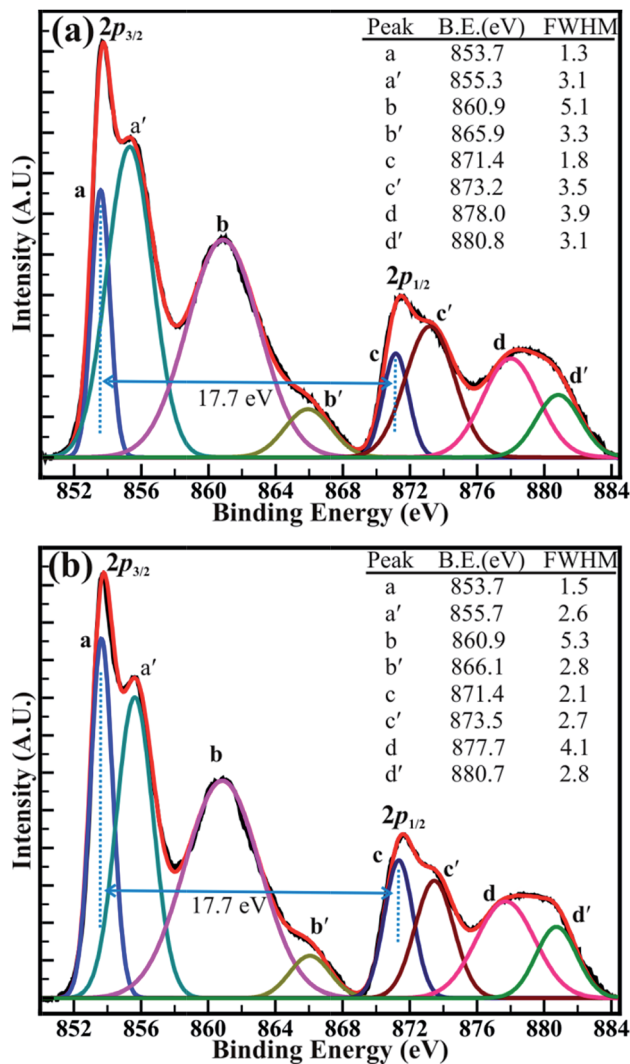 (a) 2p3/2
Peak B.E.(eV) FWHM
a 853.7 1.3
a′ 855.3 3.1
b 860.9 5.1
b′ 865.9 3.3
c 871.4 1.8
c′ 873.2 3.5
d 878.0 3.9
d′ 880.8 3.1
a′
a
b
2p1/2
c
c′
d
d′
17.7 eV
b′
Intensity (A.U.)
852 856 860 864 868 872 876 880 884
Binding Energy (eV)
(b) 2p3/2
Peak B.E.(eV) FWHM
a 853.7 1.5
a′ 855.7 2.6
b 860.9 5.3
b′ 866.1 2.8
c 871.4 2.1
c′ 873.5 2.7
d 877.7 4.1
d′ 880.7 2.8
a
a′
b
2p1/2
c
c′
d
d′
17.7 eV
b′
Intensity (A.U.)
852 856 860 864 868 872 876 880 884
Binding Energy (eV)